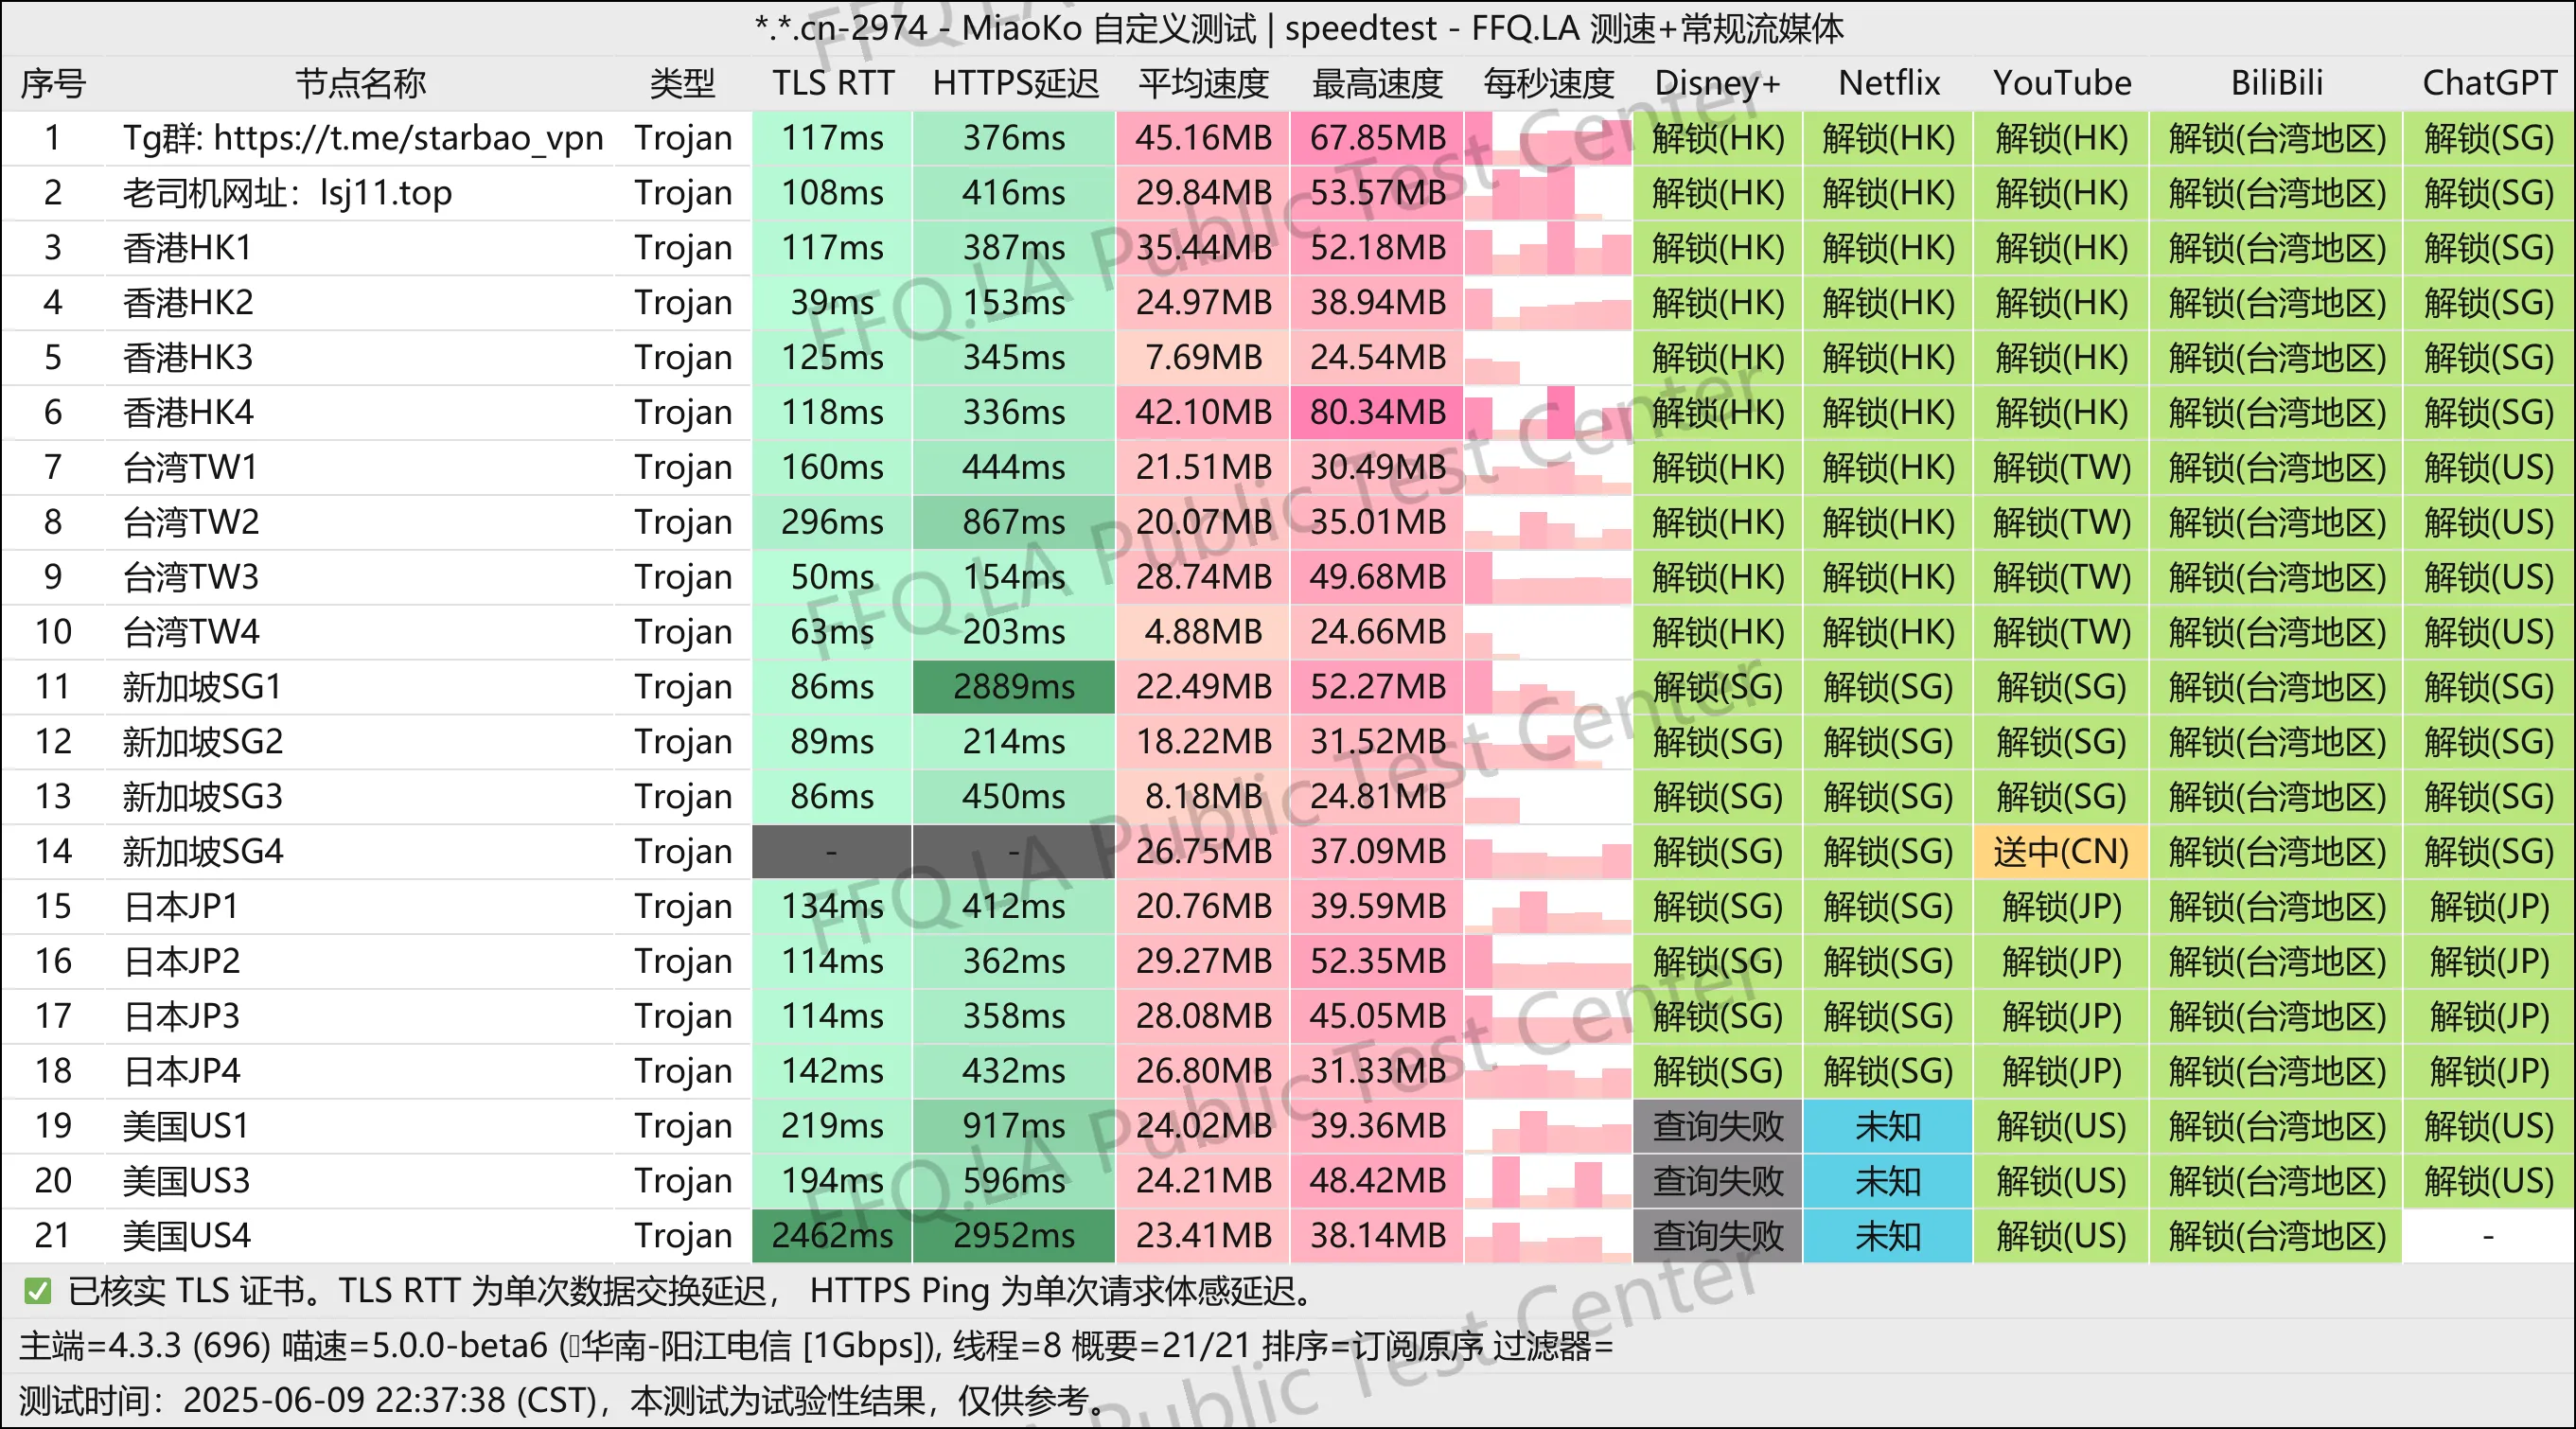 *.*.cn-2974 - MiaoKo 自定义测试 | speedtest - FFQ.LA 测速+常规流媒体
序号 节点名称 类型 TLS RTT HTTPS延迟 平均速度 最高速度 每秒速度 Disney+ Netflix YouTube BiliBili ChatGPT
1 Tg群: https://t.me/starbao_vpn Trojan 117ms 376ms 45.16MB 67.85MB 解锁(HK) 解锁(HK) 解锁(HK) 解锁(台湾地区) 解锁(SG)
2 老司机网址：lsj11.top Trojan 108ms 416ms 29.84MB 53.57MB 解锁(HK) 解锁(HK) 解锁(HK) 解锁(台湾地区) 解锁(SG)
3 香港HK1 Trojan 117ms 387ms 35.44MB 52.18MB 解锁(HK) 解锁(HK) 解锁(HK) 解锁(台湾地区) 解锁(SG)
4 香港HK2 Trojan 39ms 153ms 24.97MB 38.94MB 解锁(HK) 解锁(HK) 解锁(HK) 解锁(台湾地区) 解锁(SG)
5 香港HK3 Trojan 125ms 345ms 7.69MB 24.54MB 解锁(HK) 解锁(HK) 解锁(HK) 解锁(台湾地区) 解锁(SG)
6 香港HK4 Trojan 118ms 336ms 42.10MB 80.34MB 解锁(HK) 解锁(HK) 解锁(HK) 解锁(台湾地区) 解锁(SG)
7 台湾TW1 Trojan 160ms 444ms 21.51MB 30.49MB 解锁(HK) 解锁(HK) 解锁(TW) 解锁(台湾地区) 解锁(US)
8 台湾TW2 Trojan 296ms 867ms 20.07MB 35.01MB 解锁(HK) 解锁(HK) 解锁(TW) 解锁(台湾地区) 解锁(US)
9 台湾TW3 Trojan 50ms 154ms 28.74MB 49.68MB 解锁(HK) 解锁(HK) 解锁(TW) 解锁(台湾地区) 解锁(US)
10 台湾TW4 Trojan 63ms 203ms 4.88MB 24.66MB 解锁(HK) 解锁(HK) 解锁(TW) 解锁(台湾地区) 解锁(US)
11 新加坡SG1 Trojan 86ms 2889ms 22.49MB 52.27MB 解锁(SG) 解锁(SG) 解锁(SG) 解锁(台湾地区) 解锁(SG)
12 新加坡SG2 Trojan 89ms 214ms 18.22MB 31.52MB 解锁(SG) 解锁(SG) 解锁(SG) 解锁(台湾地区) 解锁(SG)
13 新加坡SG3 Trojan 86ms 450ms 8.18MB 24.81MB 解锁(SG) 解锁(SG) 解锁(SG) 解锁(台湾地区) 解锁(SG)
14 新加坡SG4 Trojan - - 26.75MB 37.09MB 解锁(SG) 解锁(SG) 送中(CN) 解锁(台湾地区) 解锁(SG)
15 日本JP1 Trojan 134ms 412ms 20.76MB 39.59MB 解锁(SG) 解锁(SG) 解锁(JP) 解锁(台湾地区) 解锁(JP)
16 日本JP2 Trojan 114ms 362ms 29.27MB 52.35MB 解锁(SG) 解锁(SG) 解锁(JP) 解锁(台湾地区) 解锁(JP)
17 日本JP3 Trojan 114ms 358ms 28.08MB 45.05MB 解锁(SG) 解锁(SG) 解锁(JP) 解锁(台湾地区) 解锁(JP)
18 日本JP4 Trojan 142ms 432ms 26.80MB 31.33MB 解锁(SG) 解锁(SG) 解锁(JP) 解锁(台湾地区) 解锁(JP)
19 美国US1 Trojan 219ms 917ms 24.02MB 39.36MB 查询失败 未知 解锁(US) 解锁(台湾地区) 解锁(US)
20 美国US3 Trojan 194ms 596ms 24.21MB 48.42MB 查询失败 未知 解锁(US) 解锁(台湾地区) 解锁(US)
21 美国US4 Trojan 2462ms 2952ms 23.41MB 38.14MB 查询失败 未知 解锁(US) 解锁(台湾地区) -
✅ 已核实 TLS 证书。TLS RTT 为单次数据交换延迟， HTTPS Ping 为单次请求体感延迟。
主端=4.3.3 (696) 喵速=5.0.0-beta6 (华南-阳江电信 [1Gbps]), 线程=8 概要=21/21 排序=订阅原序 过滤器=
测试时间：2025-06-09 22:37:38 (CST)，本测试为试验性结果，仅供参考。
FFQ.LA Public Test Center